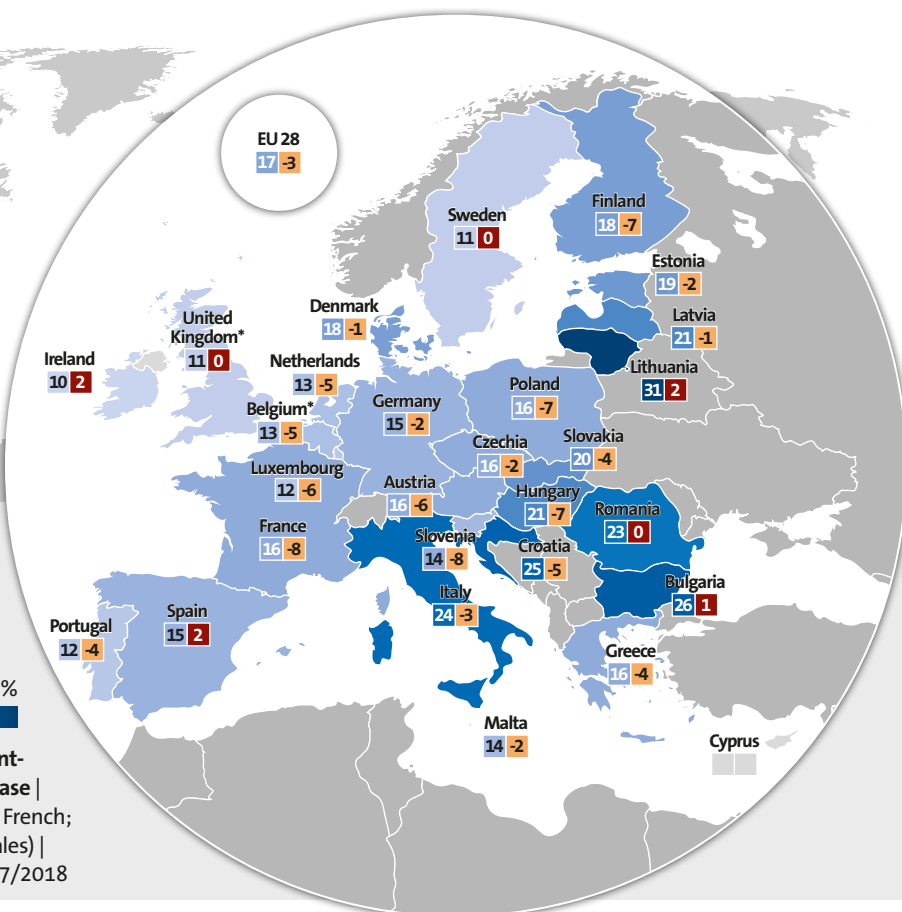 EU 28
17 -3
Finland
18 -7
Sweden
11 0
Estonia
19 -2
Denmark
18 -1
Latvia
21 -1
United
Kingdom*
11 0
Ireland
10 2
Netherlands
13 -5
Lithuania
31 2
Germany
15 -2
Poland
16 -7
Belgium*
13 -5
Czechia
16 -2
Slovakia
20 -4
Luxembourg
12 -6
Austria
16 -6
Hungary
21 -7
Romania
23 0
France
16 -8
Slovenia
14 -8
Croatia
25 -5
Italy
24 -3
Bulgaria
26 1
Spain
15 2
Portugal
12 -4
Greece
16 -4
Malta
14 -2
Cyprus
%
nt-
ase |
French;
les) |
7/2018